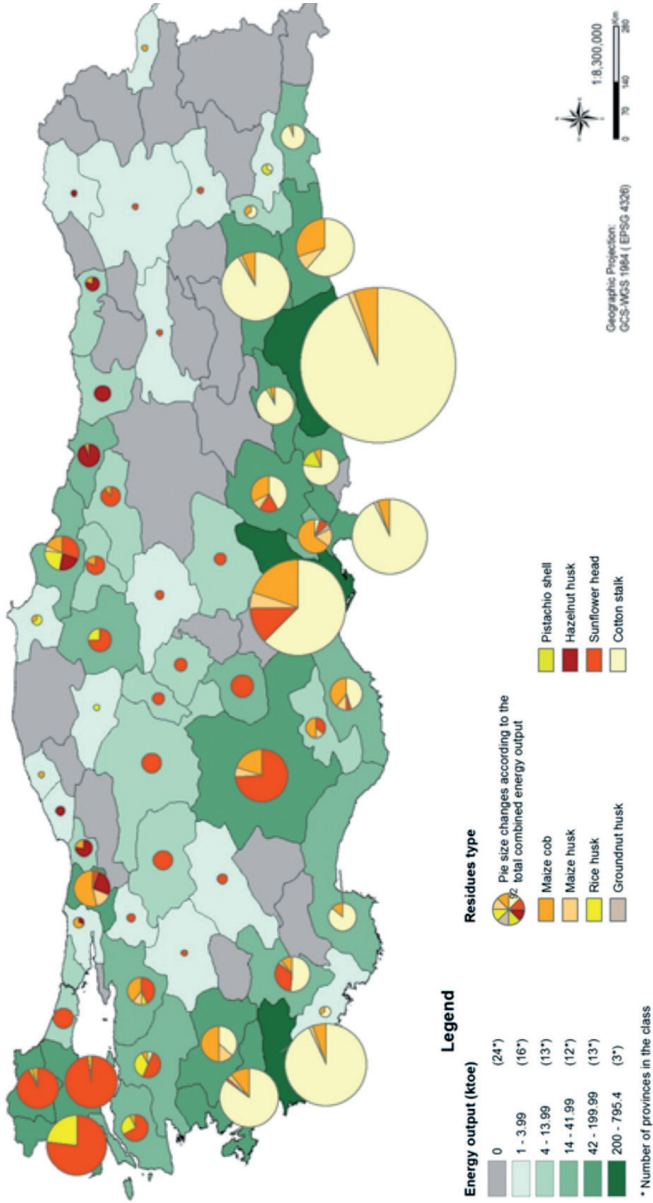 Legend
Energy output (ktoe)
0 (24*)
1 - 3.99 (16*)
4 - 13.99 (13*)
14 - 41.99 (12*)
42 - 199.99 (13*)
200 - 795.4 (3*)
* Number of provinces in the class
Residues type
92
Pie size changes according to the
total combined energy output
Maize cob
Maize husk
Rice husk
Groundnut husk
Pistachio shell
Hazelnut husk
Sunflower head
Cotton stalk
Geographic Projection:
GCS-WGS 1984 ( EPSG 4326)
1:8,300,000
0 70 140 280
Km